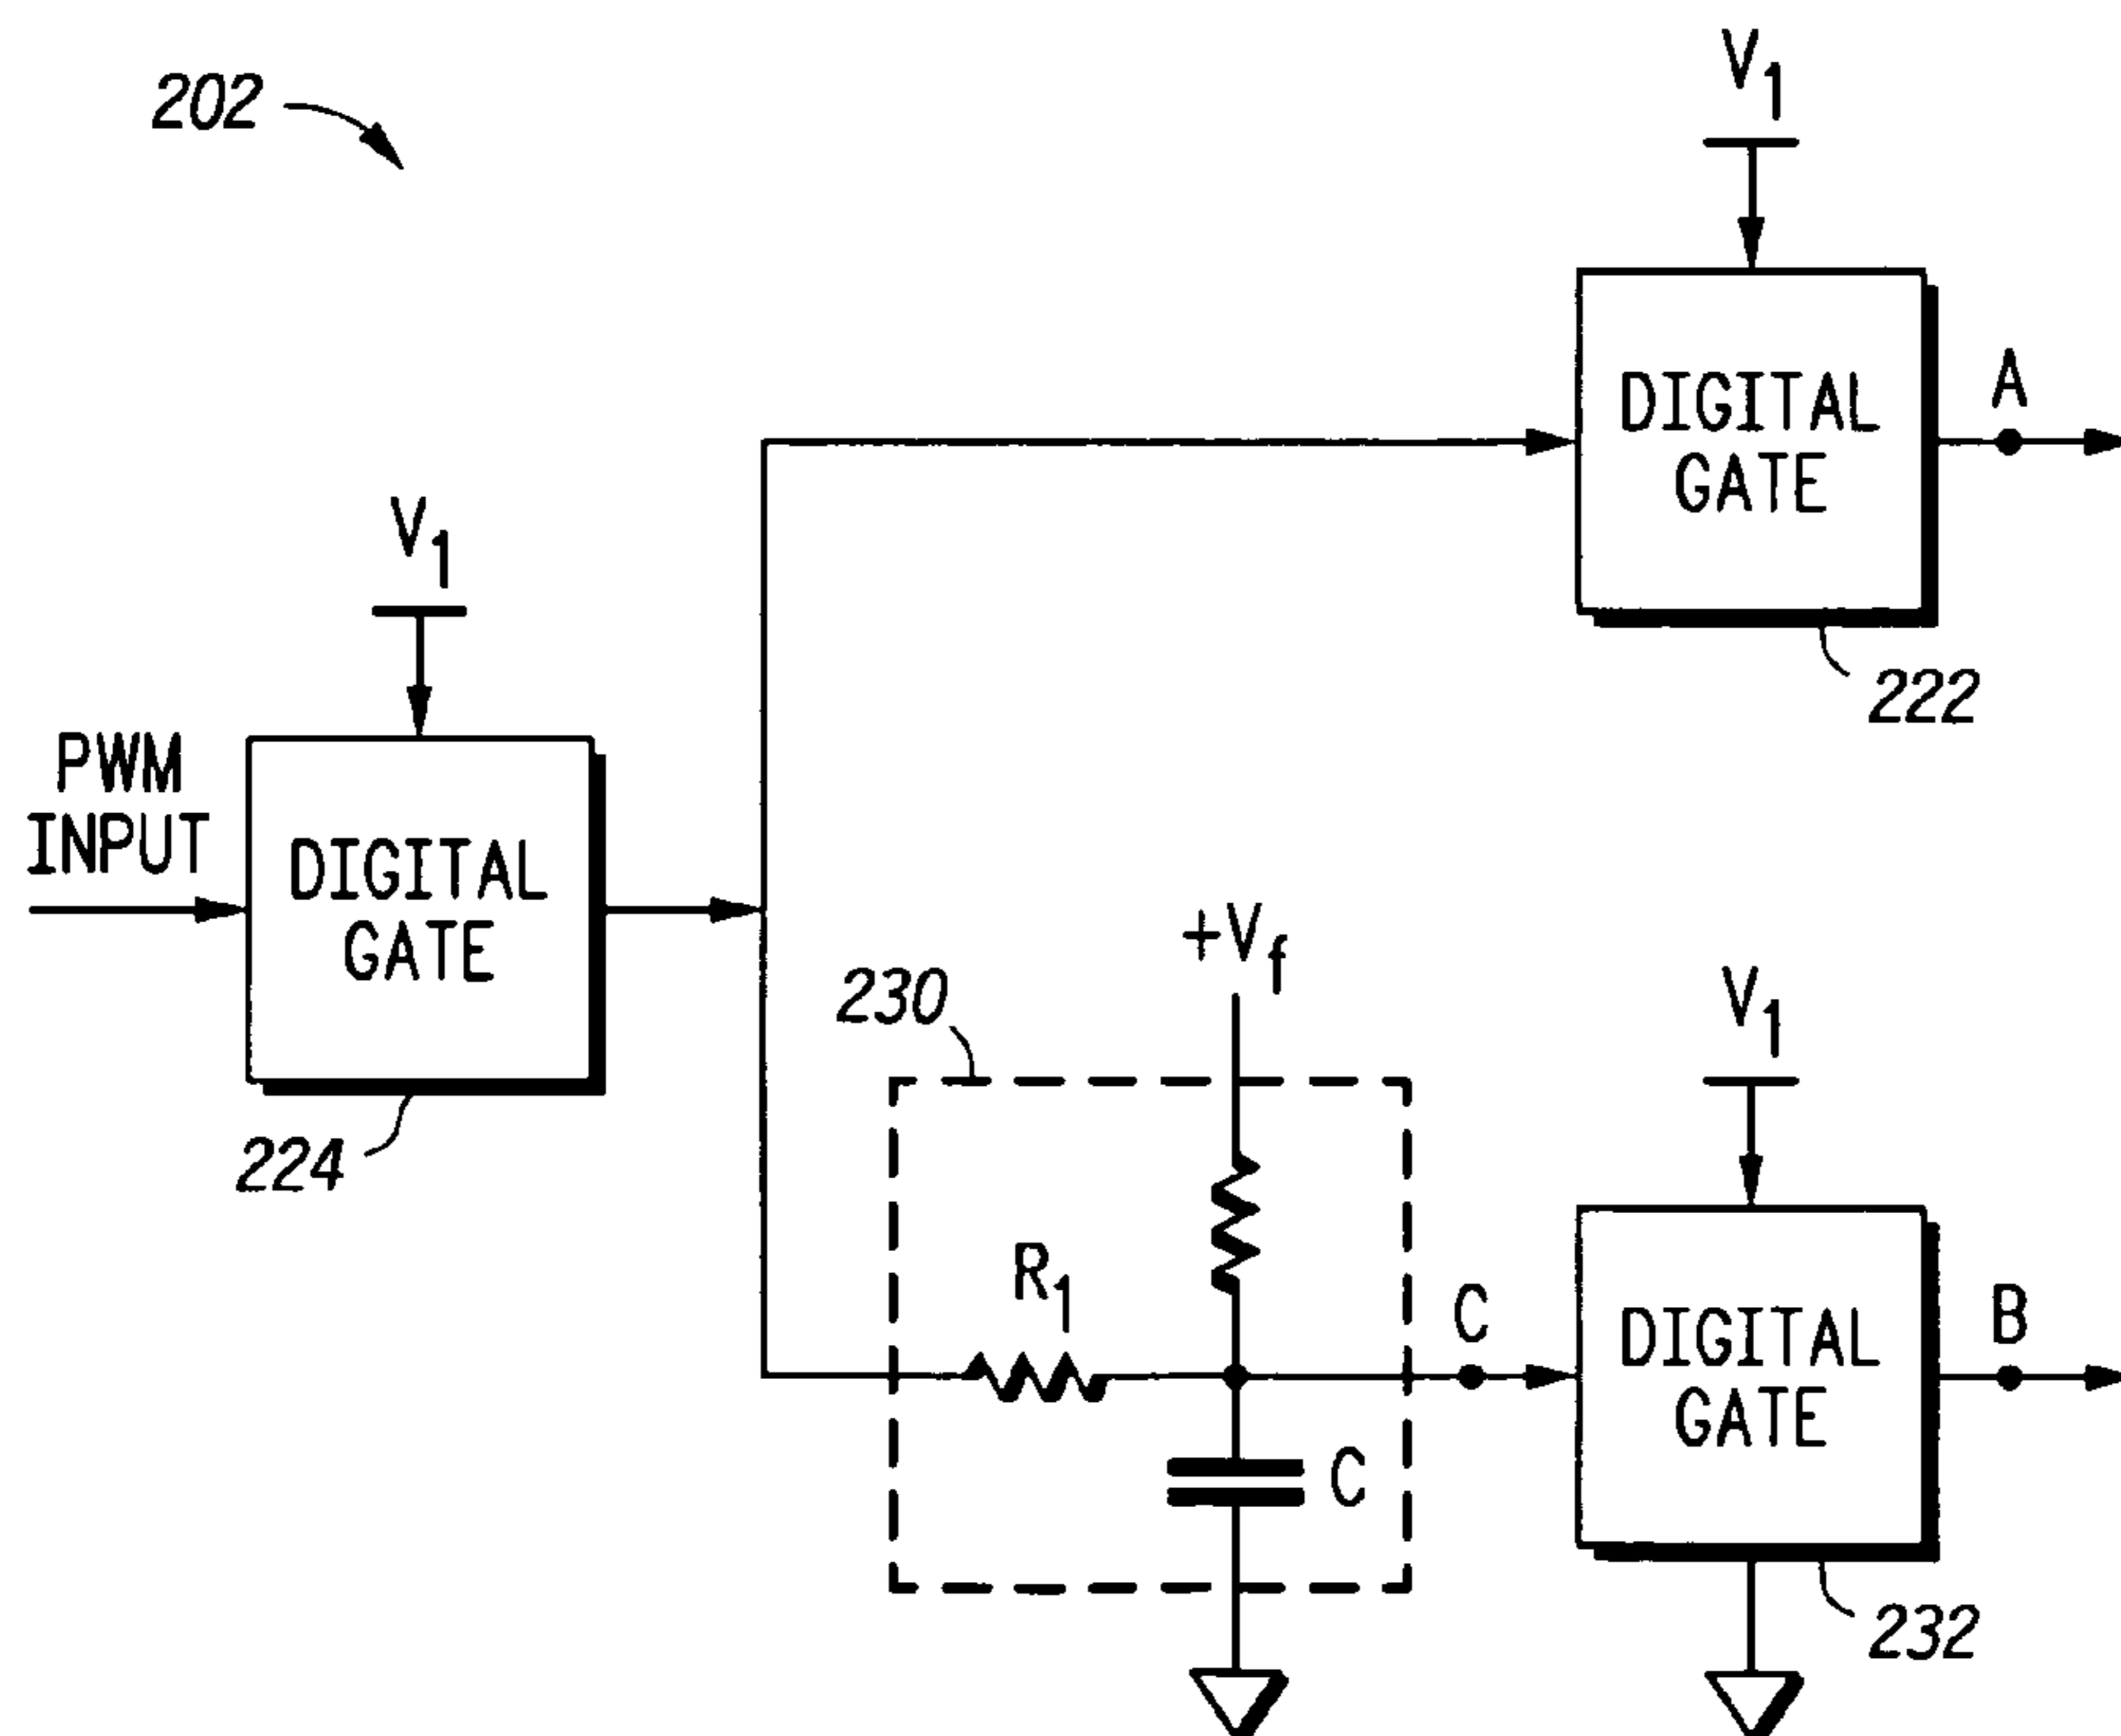 202
V1
DIGITAL
GATE
A
222
V1
PWM
INPUT
DIGITAL
GATE
224
+Vf
230
R1
C
C
V1
DIGITAL
GATE
B
232